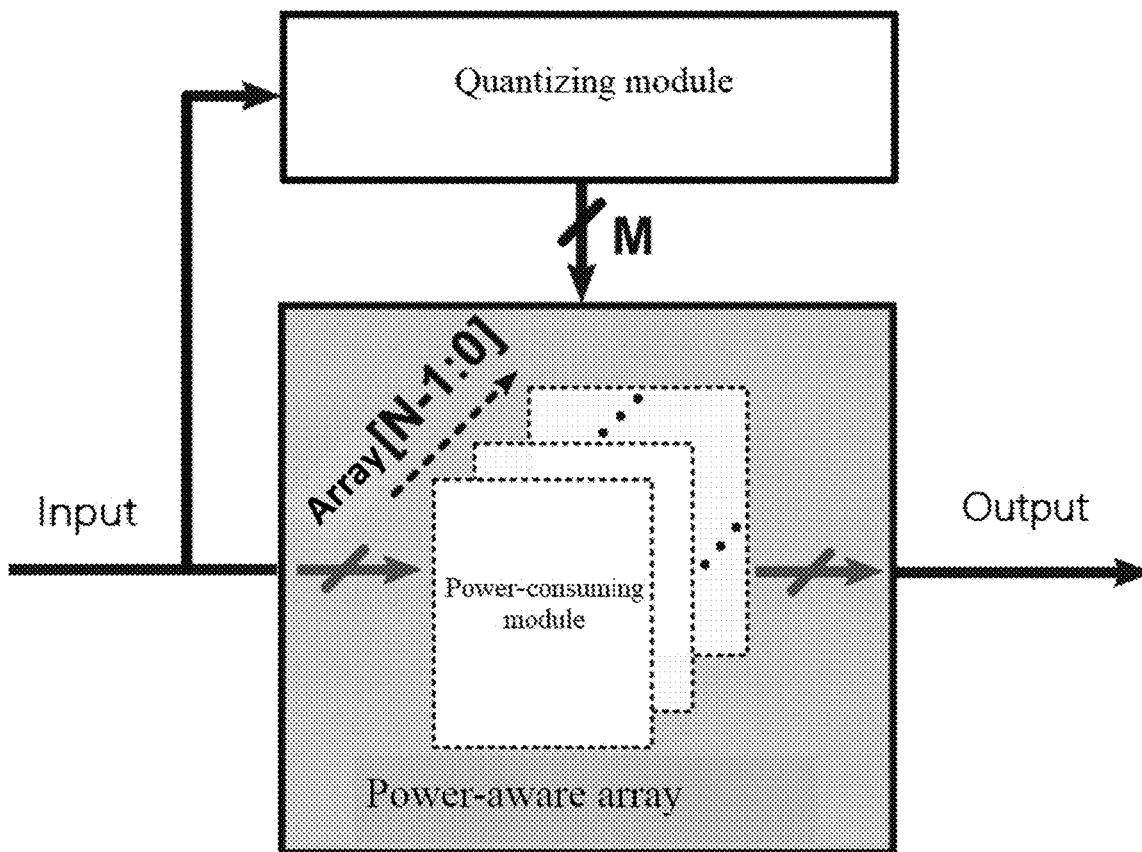 Quantizing module
M
Array[N-1:0]
Input
Output
Power-consuming
module
Power-aware array